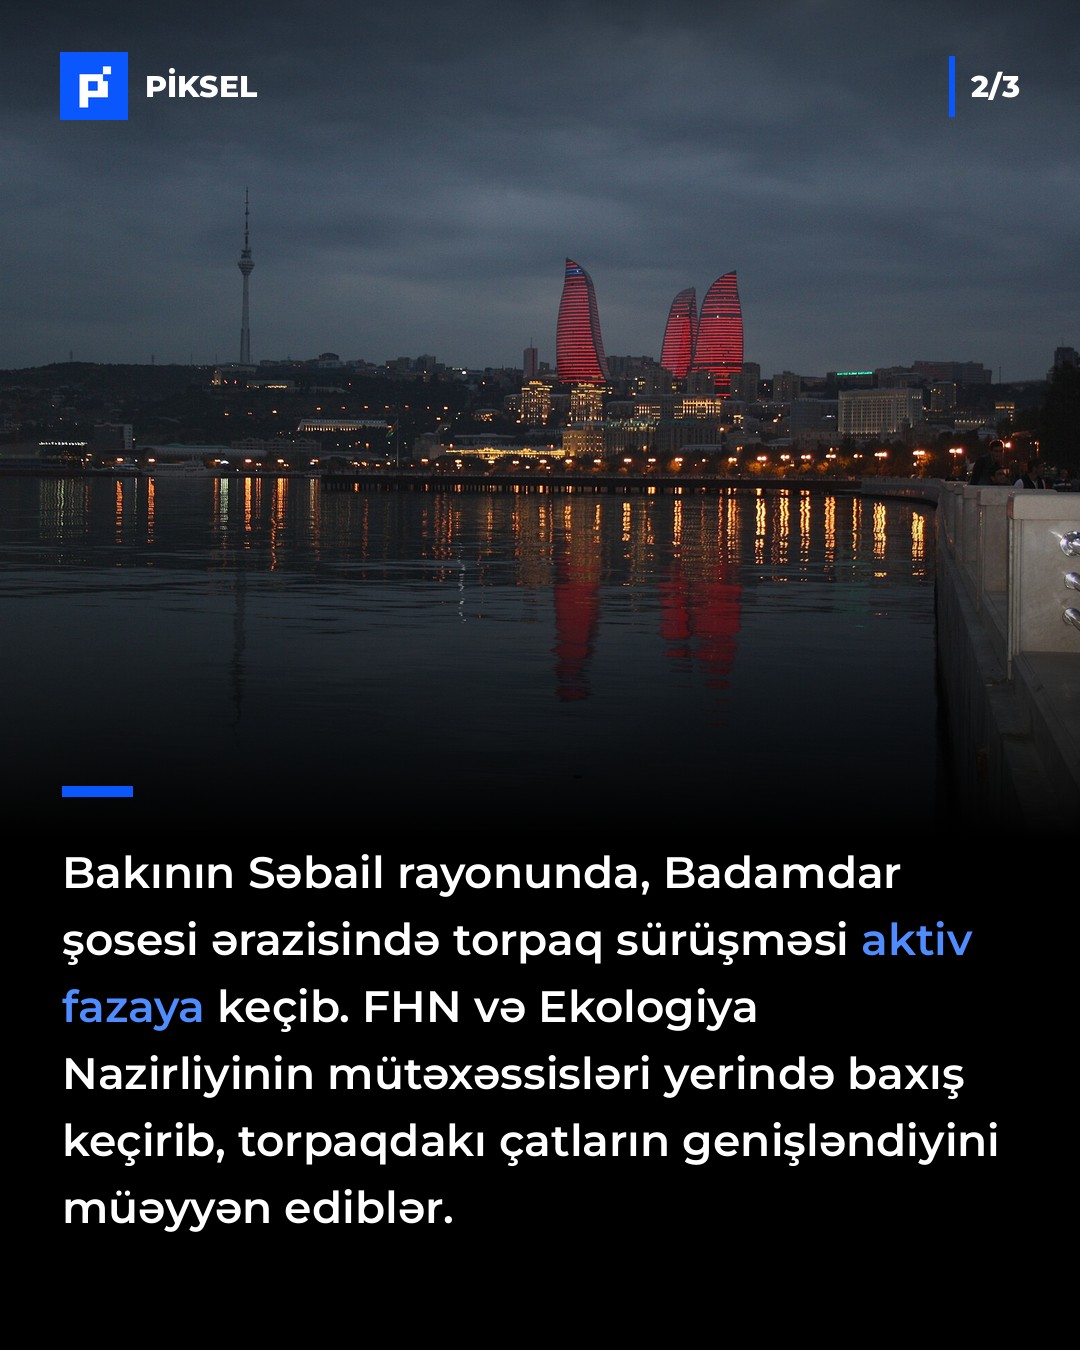 PİKSEL
2/3
Bakının Səbail rayonunda, Badamdar
şosesi ərazisində torpaq sürüşməsi aktiv
fazaya keçib. FHN və Ekologiya
Nazirliyinin mütəxəssisləri yerində baxış
keçirib, torpaqdakı çatların genişləndiyini
müəyyən ediblər.